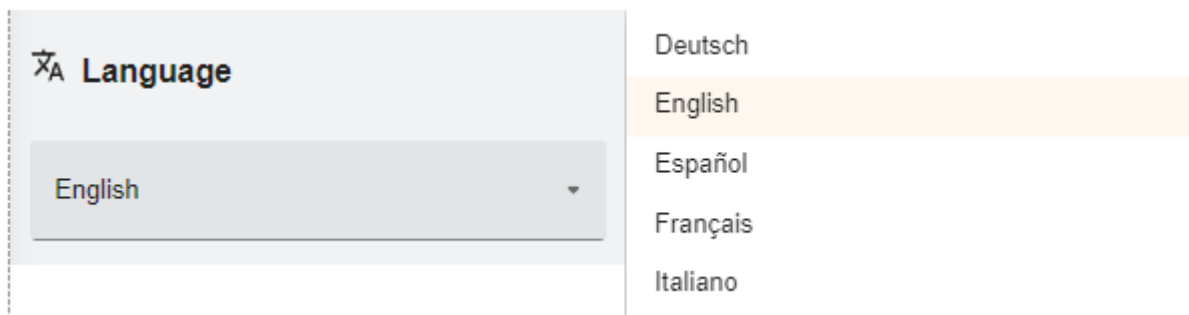 Language
English
Deutsch
English
Español
Français
Italiano